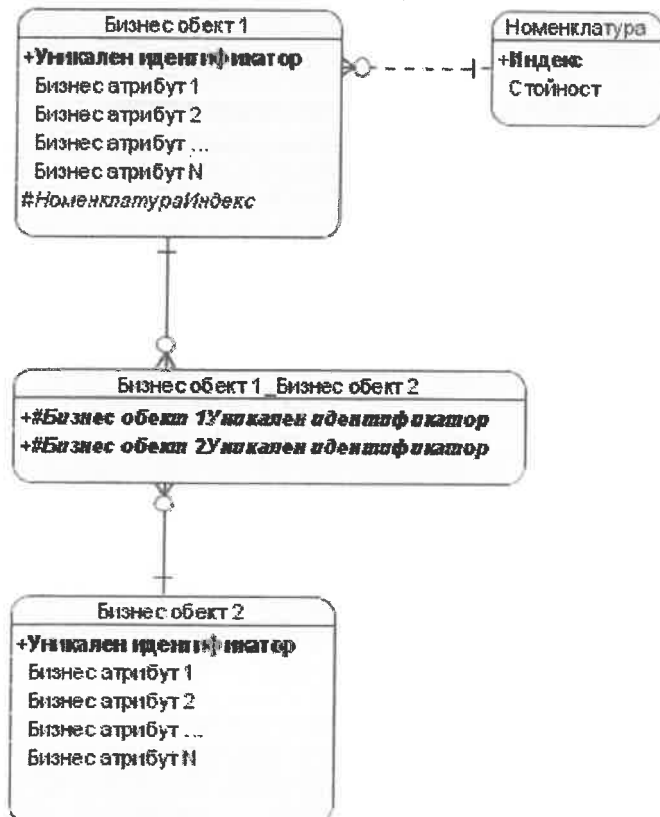 Бизнес обект 1
+Уникален идентификатор
Бизнес атрибут 1
Бизнес атрибут 2
Бизнес атрибут ...
Бизнес атрибут N
#НоменклатураИндекс
Номенклатура
+Индекс
Стойност
Бизнес обект 1_Бизнес обект 2
+#Бизнес обект 1Уникален идентификатор
+#Бизнес обект 2Уникален идентификатор
Бизнес обект 2
+Уникален идентификатор
Бизнес атрибут 1
Бизнес атрибут 2
Бизнес атрибут ...
Бизнес атрибут N